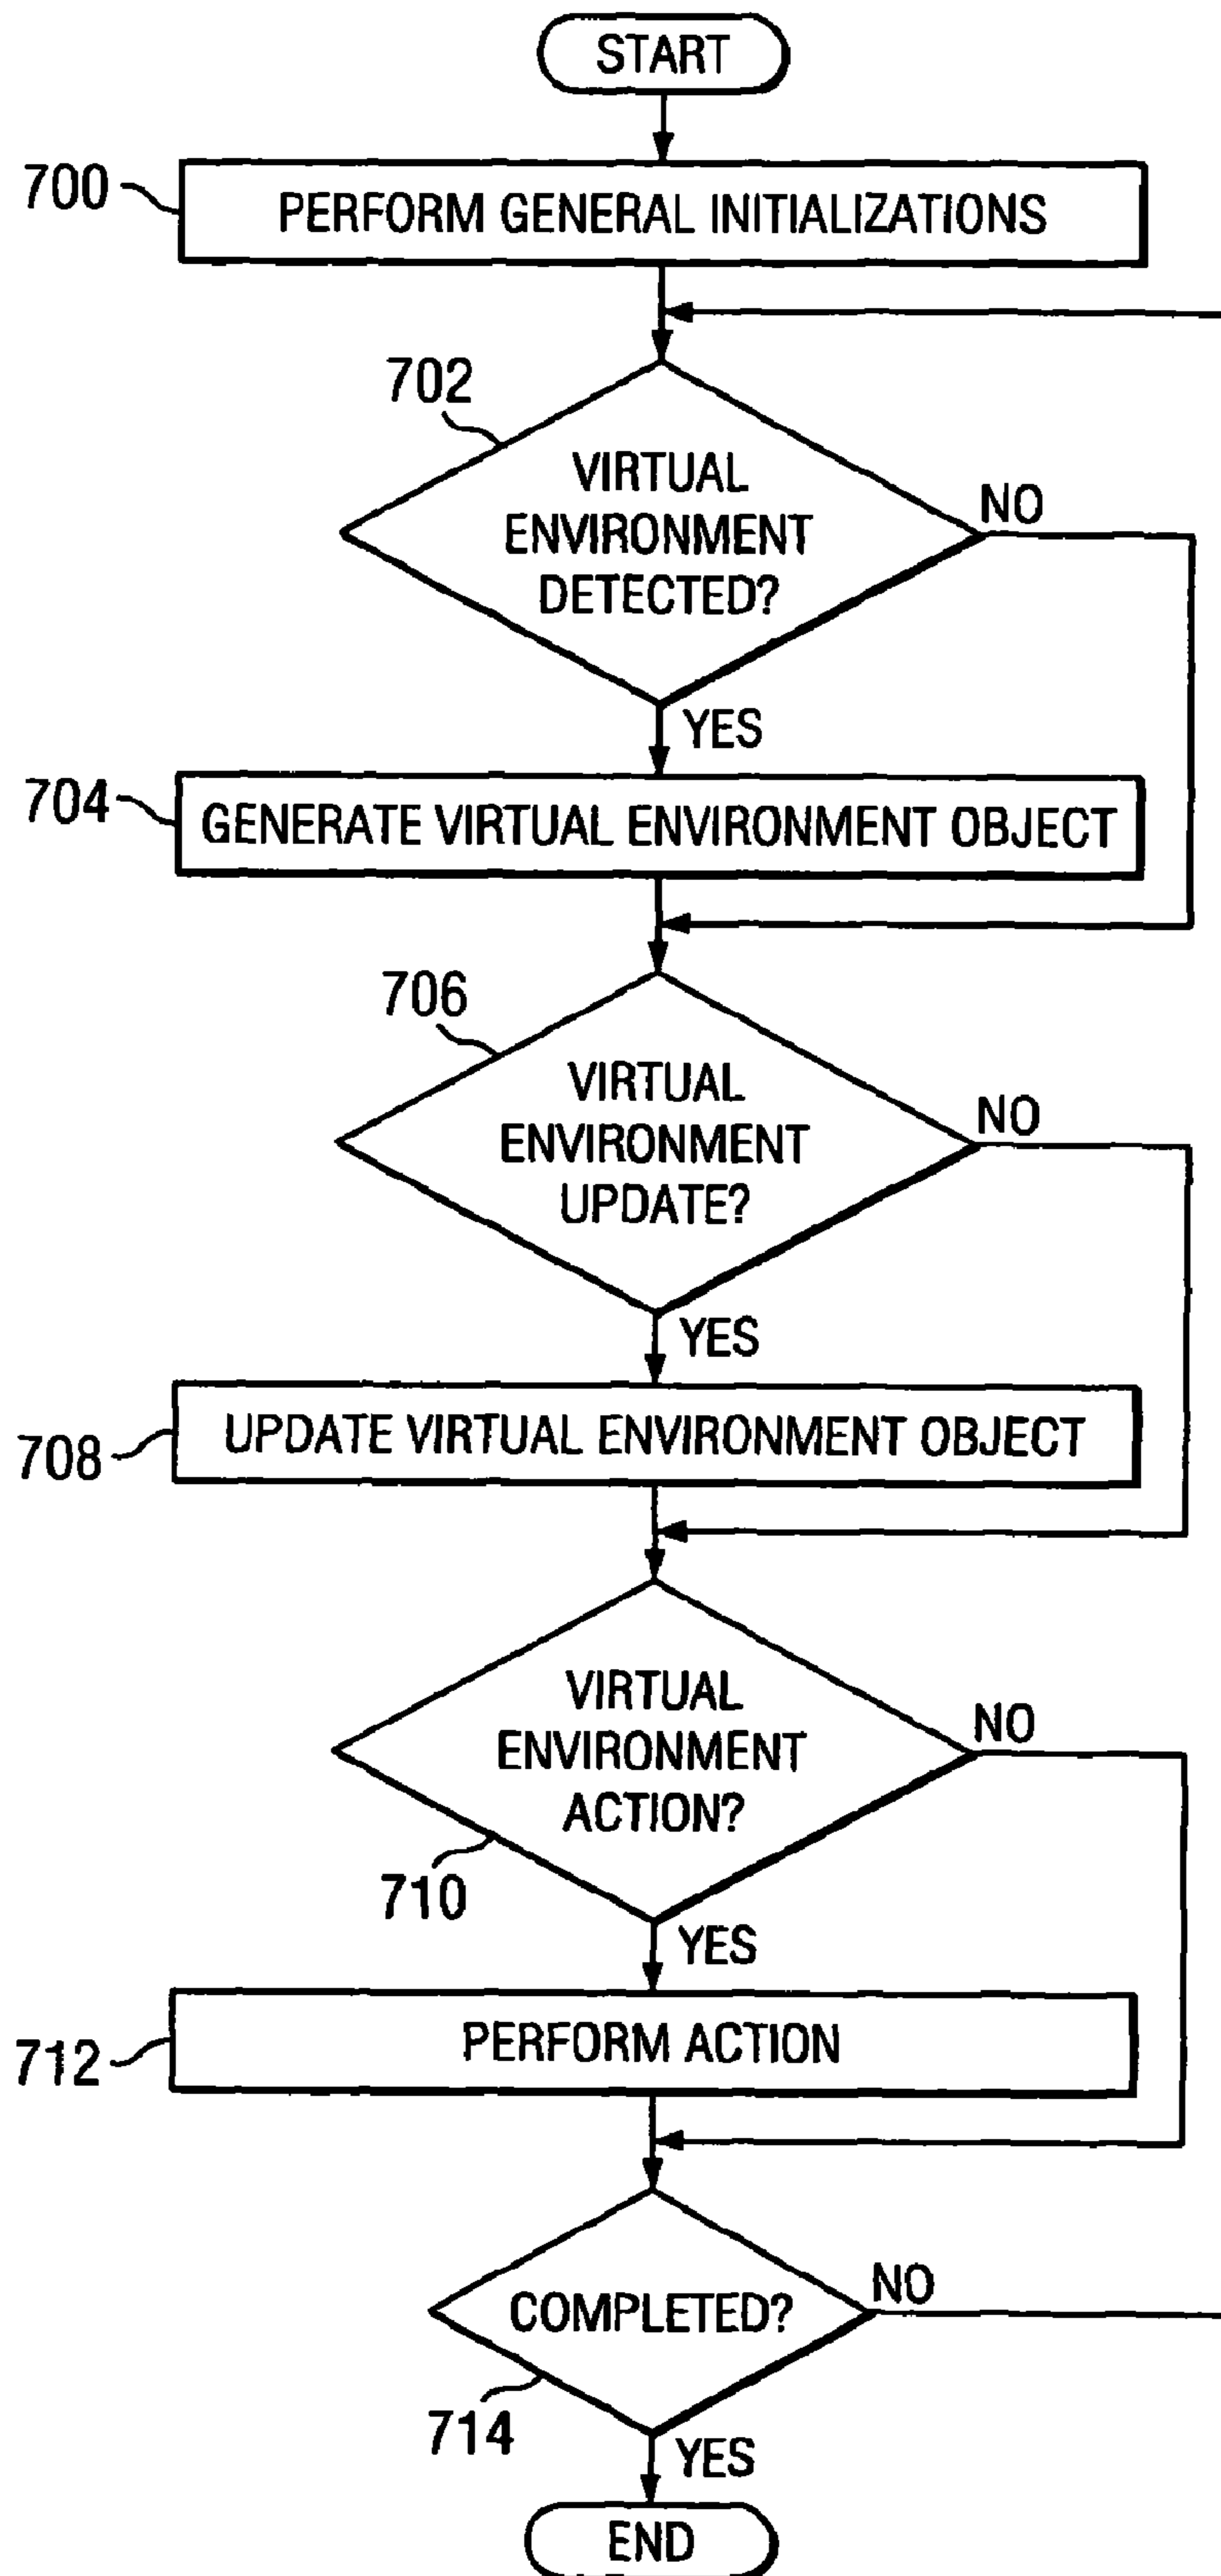 START
700
PERFORM GENERAL INITIALIZATIONS
702
VIRTUAL
ENVIRONMENT
DETECTED?
NO
YES
704
GENERATE VIRTUAL ENVIRONMENT OBJECT
706
VIRTUAL
ENVIRONMENT
UPDATE?
NO
YES
708
UPDATE VIRTUAL ENVIRONMENT OBJECT
VIRTUAL
ENVIRONMENT
ACTION?
NO
710
YES
712
PERFORM ACTION
COMPLETED?
NO
714
YES
END